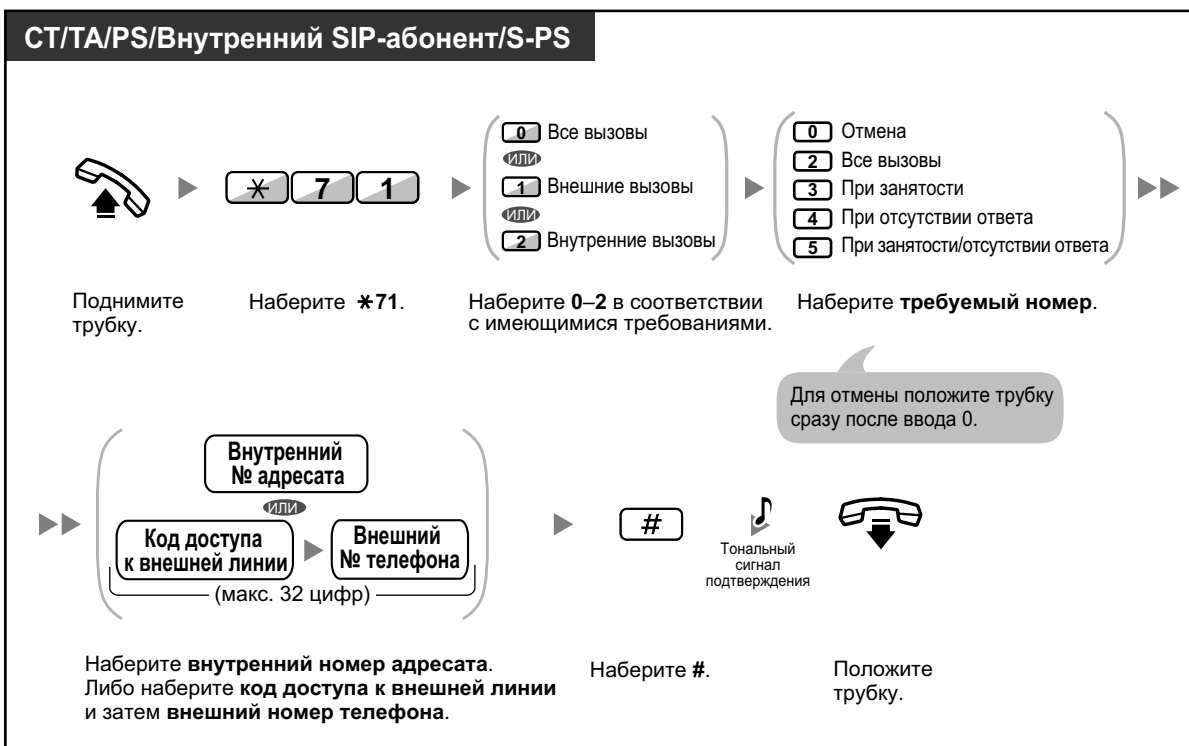 СТ/ТА/PS/Внутренний SIP-абонент/S-PS
0 Все вызовы
ИЛИ
1 Внешние вызовы
ИЛИ
2 Внутренние вызовы
0 Отмена
2 Все вызовы
3 При занятости
4 При отсутствии ответа
5 При занятости/отсутствии ответа
* 7 1
Поднимите
трубку.
Наберите *71.
Наберите 0–2 в соответствии
с имеющимися требованиями.
Наберите требуемый номер.
Для отмены положите трубку
сразу после ввода 0.
Внутренний
№ адресата
ИЛИ
Код доступа
к внешней линии
Внешний
№ телефона
(макс. 32 цифр)
#
Тональный
сигнал
подтверждения
Наберите внутренний номер адресата.
Либо наберите код доступа к внешней линии
и затем внешний номер телефона.
Наберите #.
Положите
трубку.